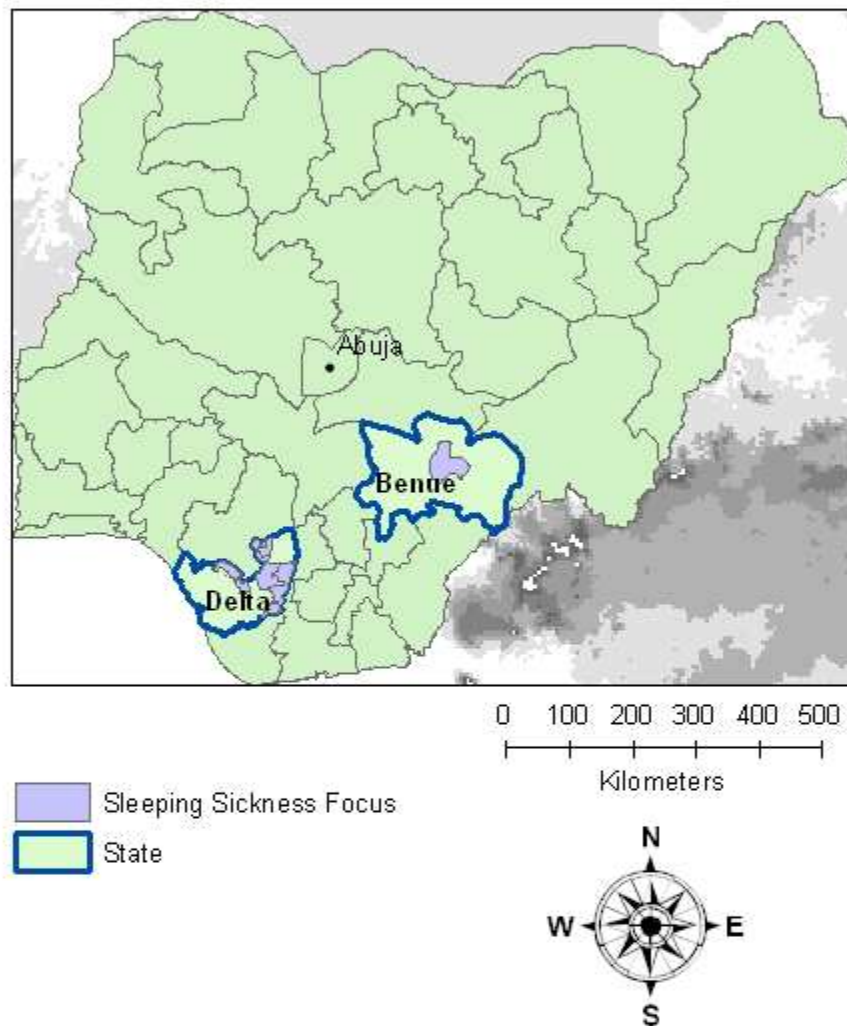 Abuja
Benue
Delta
0 100 200 300 400 500
Kilometers
Sleeping Sickness Focus
State
N
W E
S